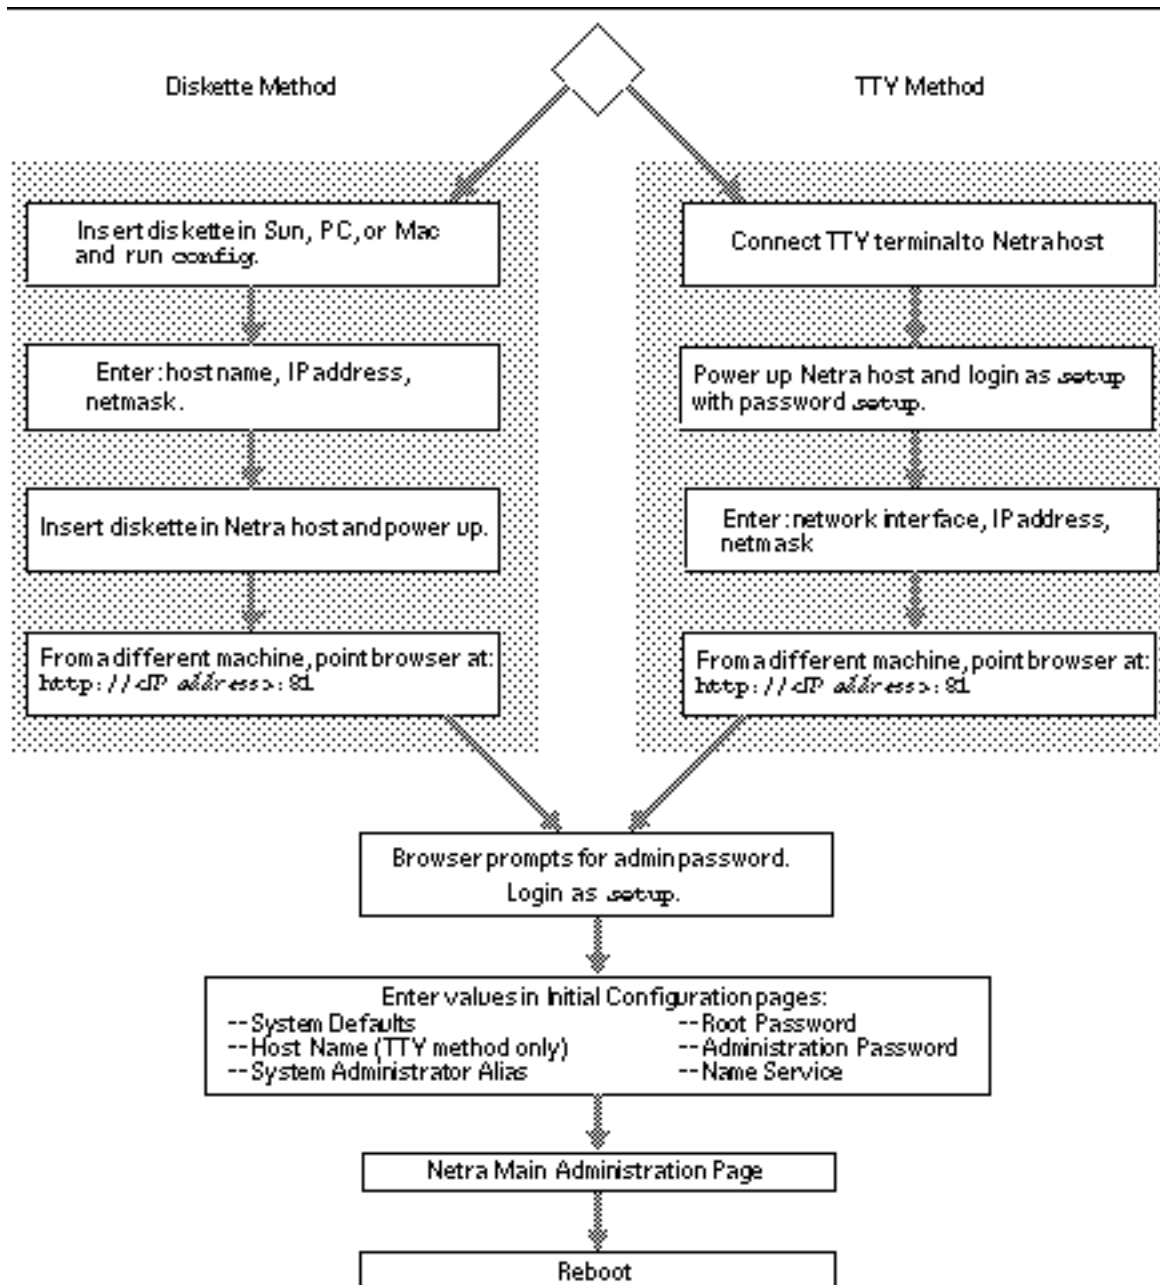 Diskette Method
TTY Method
Insert diskette in Sun, PC, or Mac
and run config.
Connect TTY terminal to Netra host
Enter: host name, IP address,
netmask.
Power up Netra host and login as setup
with password setup.
Insert diskette in Netra host and power up.
Enter: network interface, IP address,
netmask
From a different machine, point browser at:
http://<IP address>:81
From a different machine, point browser at:
http://<IP address>:81
Browser prompts for admin password.
Login as setup.
Enter values in Initial Configuration pages:
--System Defaults
--Host Name (TTY method only)
--System Administrator Alias
--Root Password
--Administration Password
--Name Service
Netra Main Administration Page
Reboot